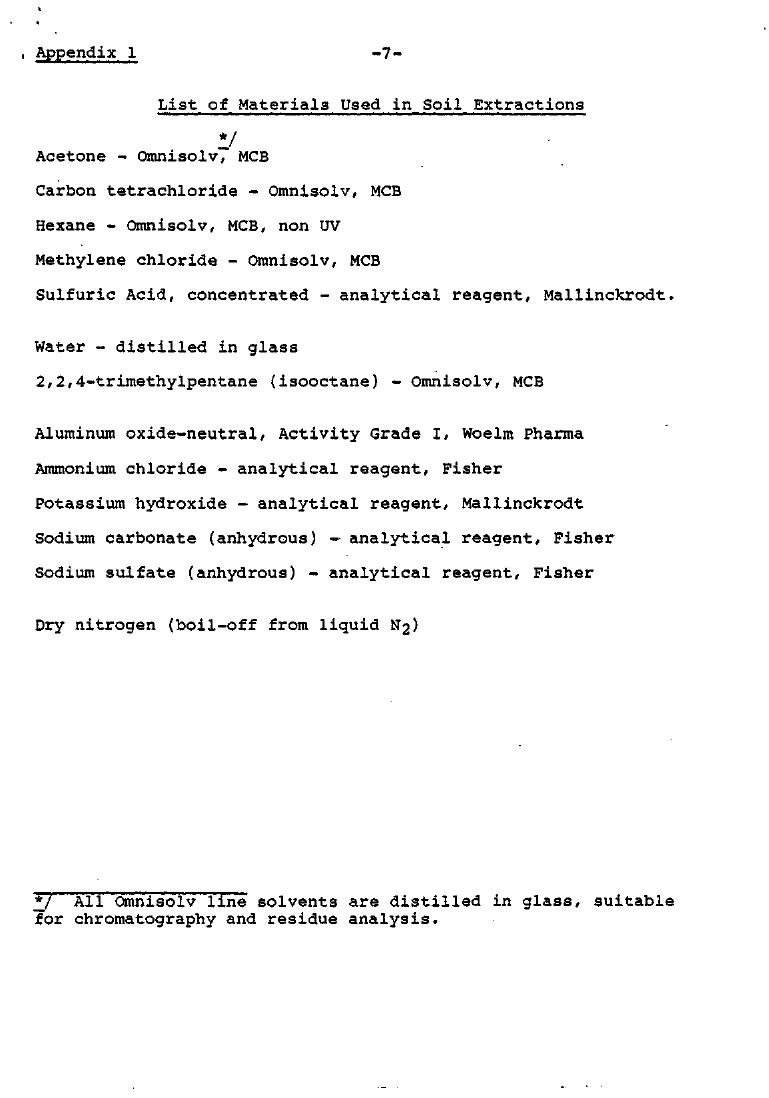 Appendix 1 -7-
List of Materials Used in Soil Extractions
*/
Acetone - Omnisolv, MCB
Carbon tetrachloride - Omnisolv, MCB
Hexane - Omnisolv, MCB, non UV
Methylene chloride - Omnisolv, MCB
Sulfuric Acid, concentrated - analytical reagent, Mallinckrodt.
Water - distilled in glass
2,2,4-trimethylpentane (isooctane) - Omnisolv, MCB
Aluminum oxide-neutral, Activity Grade I, Woelm Pharma
Ammonium chloride - analytical reagent, Fisher
Potassium hydroxide - analytical reagent, Mallinckrodt
Sodium carbonate (anhydrous) - analytical reagent, Fisher
Sodium sulfate (anhydrous) - analytical reagent, Fisher
Dry nitrogen (boil-off from liquid N2)
*/ All Omnisolv line solvents are distilled in glass, suitable
for chromatography and residue analysis.